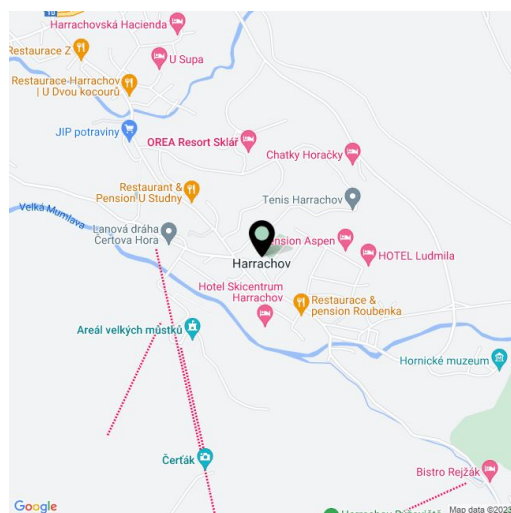 10
Harrachovská Hacienda
Restaurace Z
U Supa
Restaurace-Harrachov
| U Dvou kocourů
JIP potraviny
OREA Resort Sklář
Chatky Horačky
Restaurant &
Pension U Studny
Tenis Harrachov
Velká Mumlava
Lanová dráha
Čertova Hora
Pension Aspen
HOTEL Ludmila
Harrachov
Hotel Skicentrum
Harrachov
Restaurace &
pension Roubenka
Areál velkých můstků
Hornické muzeum
Čerťák
Bistro Rejžák
Google
Map data ©2023